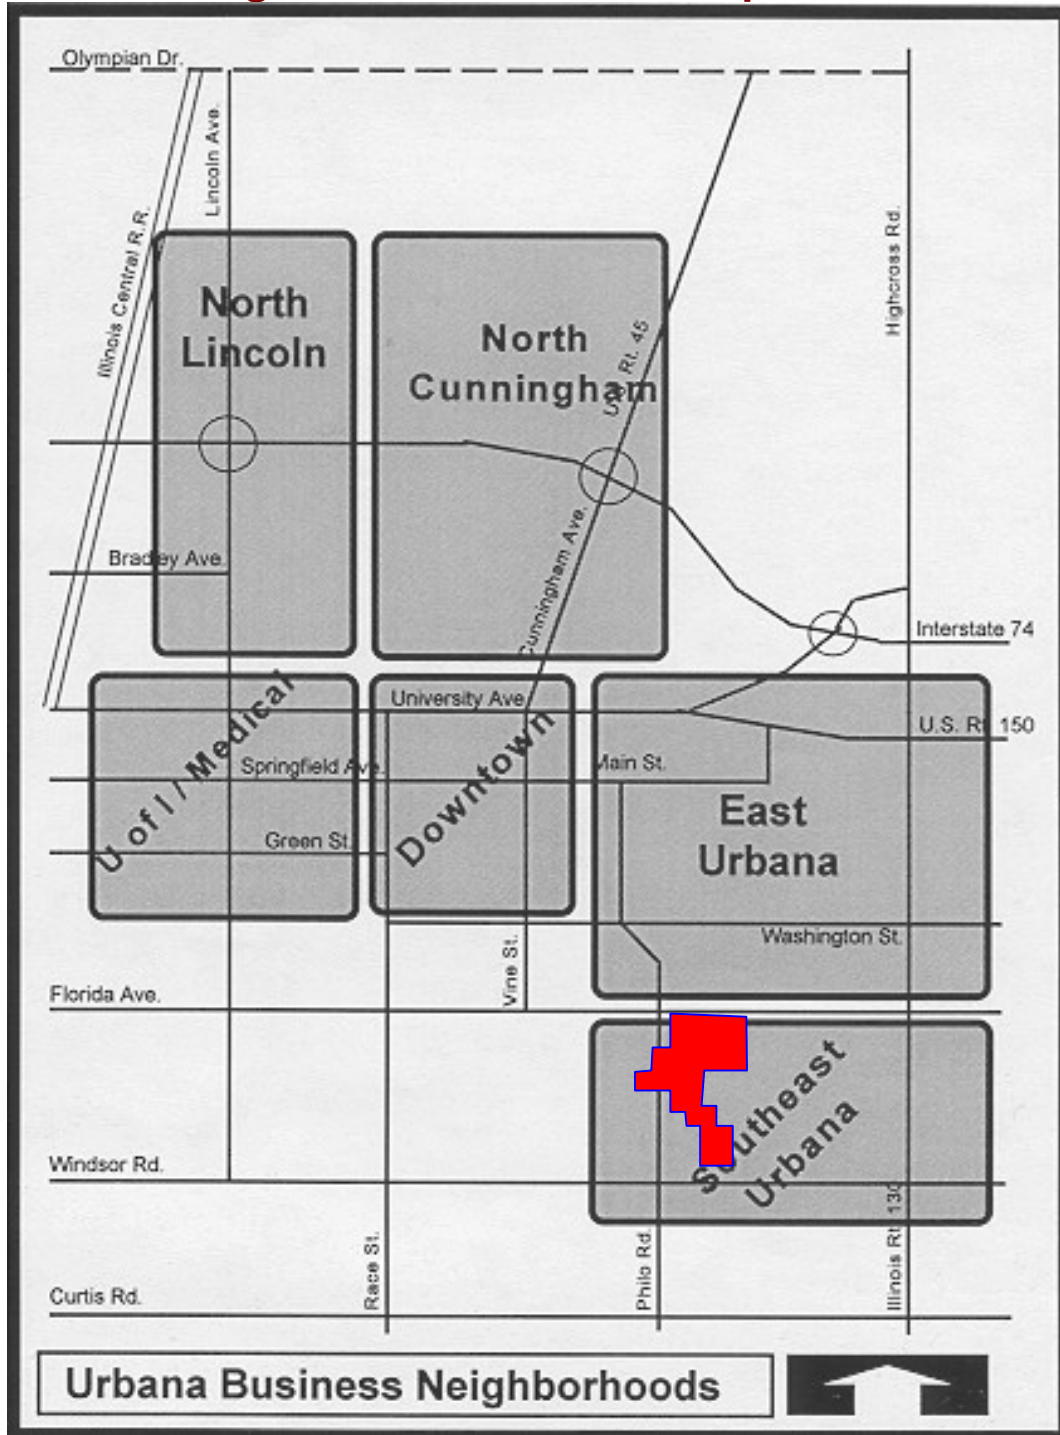 Olympian Dr.
Lincoln Ave.
Illinois Central R.R.
Highcross Rd.
North
Lincoln
North
Cunningham
U.S. Rt. 45
Cunningham Ave.
Bradley Ave.
Interstate 74
University Ave.
U.S. Rt. 150
U of I / Medical
Downtown
Springfield Ave.
Main St.
East
Urbana
Green St.
Washington St.
Vine St.
Florida Ave.
Southeast
Urbana
Windsor Rd.
Race St.
Philo Rd.
Illinois Rt. 130
Curtis Rd.
Urbana Business Neighborhoods